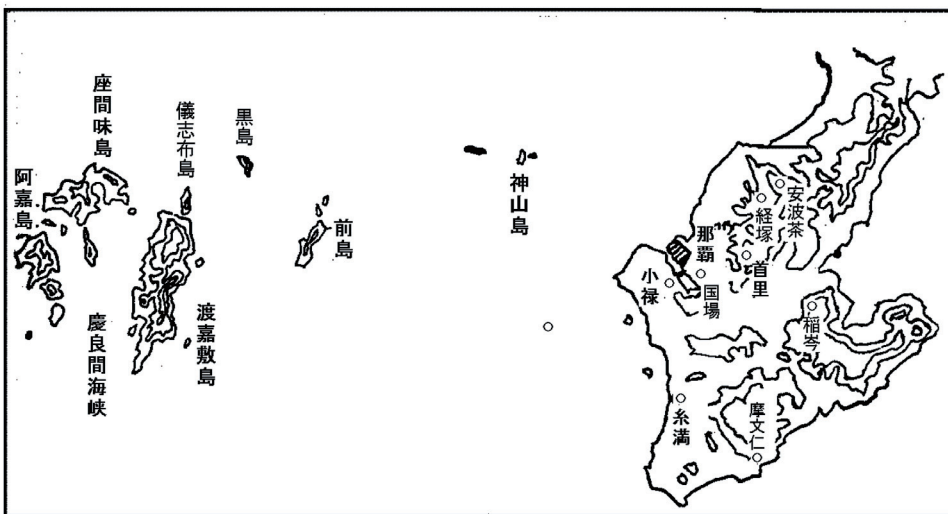 座間味島
儀志布島
黒島
阿嘉島
慶良間海峡
渡嘉敷島
前島
神山島
安波茶
経塚
那覇
首里
小禄
国場
稲岑
糸満
摩文仁